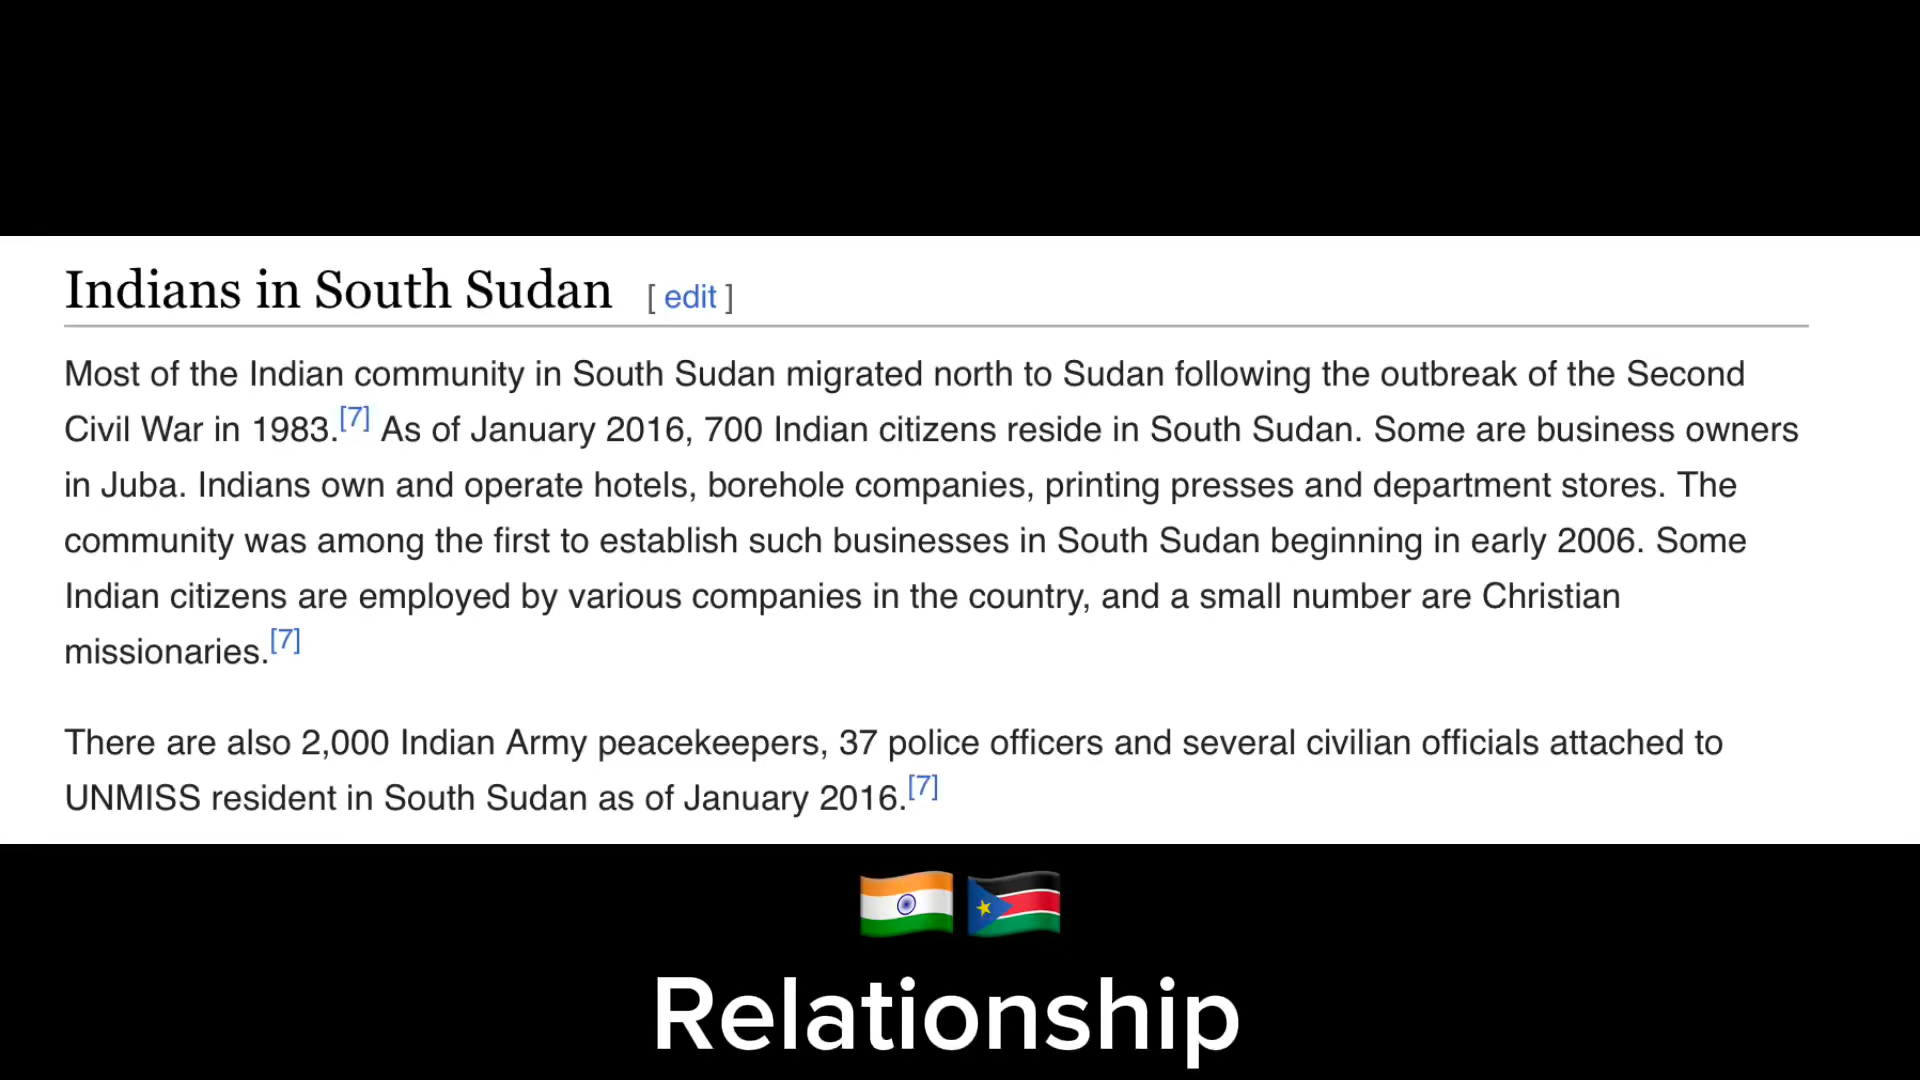 Indians in South Sudan [ edit ]
Most of the Indian community in South Sudan migrated north to Sudan following the outbreak of the Second
Civil War in 1983.[7] As of January 2016, 700 Indian citizens reside in South Sudan. Some are business owners
in Juba. Indians own and operate hotels, borehole companies, printing presses and department stores. The
community was among the first to establish such businesses in South Sudan beginning in early 2006. Some
Indian citizens are employed by various companies in the country, and a small number are Christian
missionaries.[7]
There are also 2,000 Indian Army peacekeepers, 37 police officers and several civilian officials attached to
UNMISS resident in South Sudan as of January 2016.[7]
Relationship